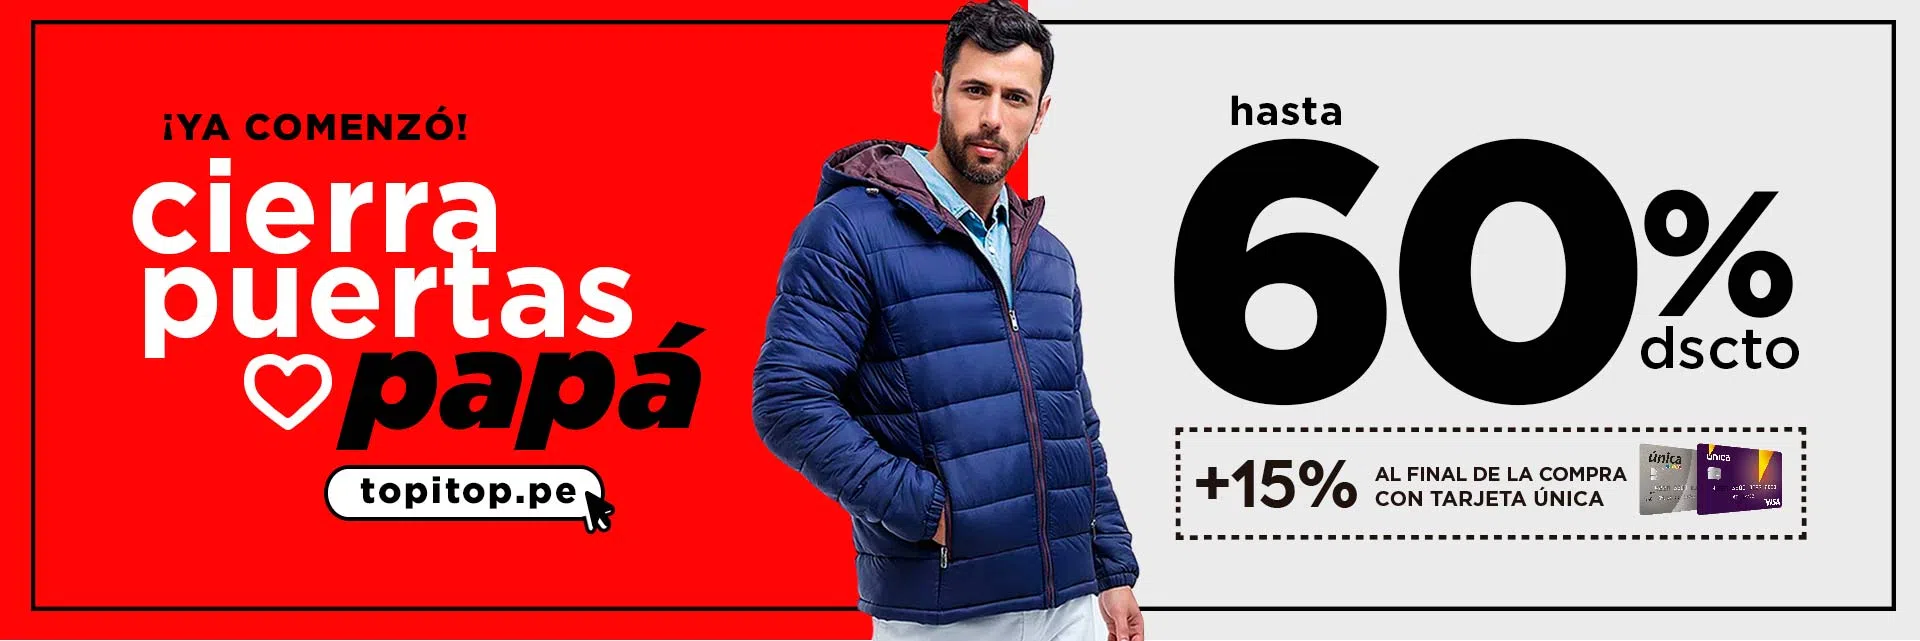 ¡YA COMENZÓ!
cierra
puertas
papá
topitop.pe
hasta
60%
dscto
+15%
AL FINAL DE LA COMPRA
CON TARJETA ÚNICA
única
única
VISA